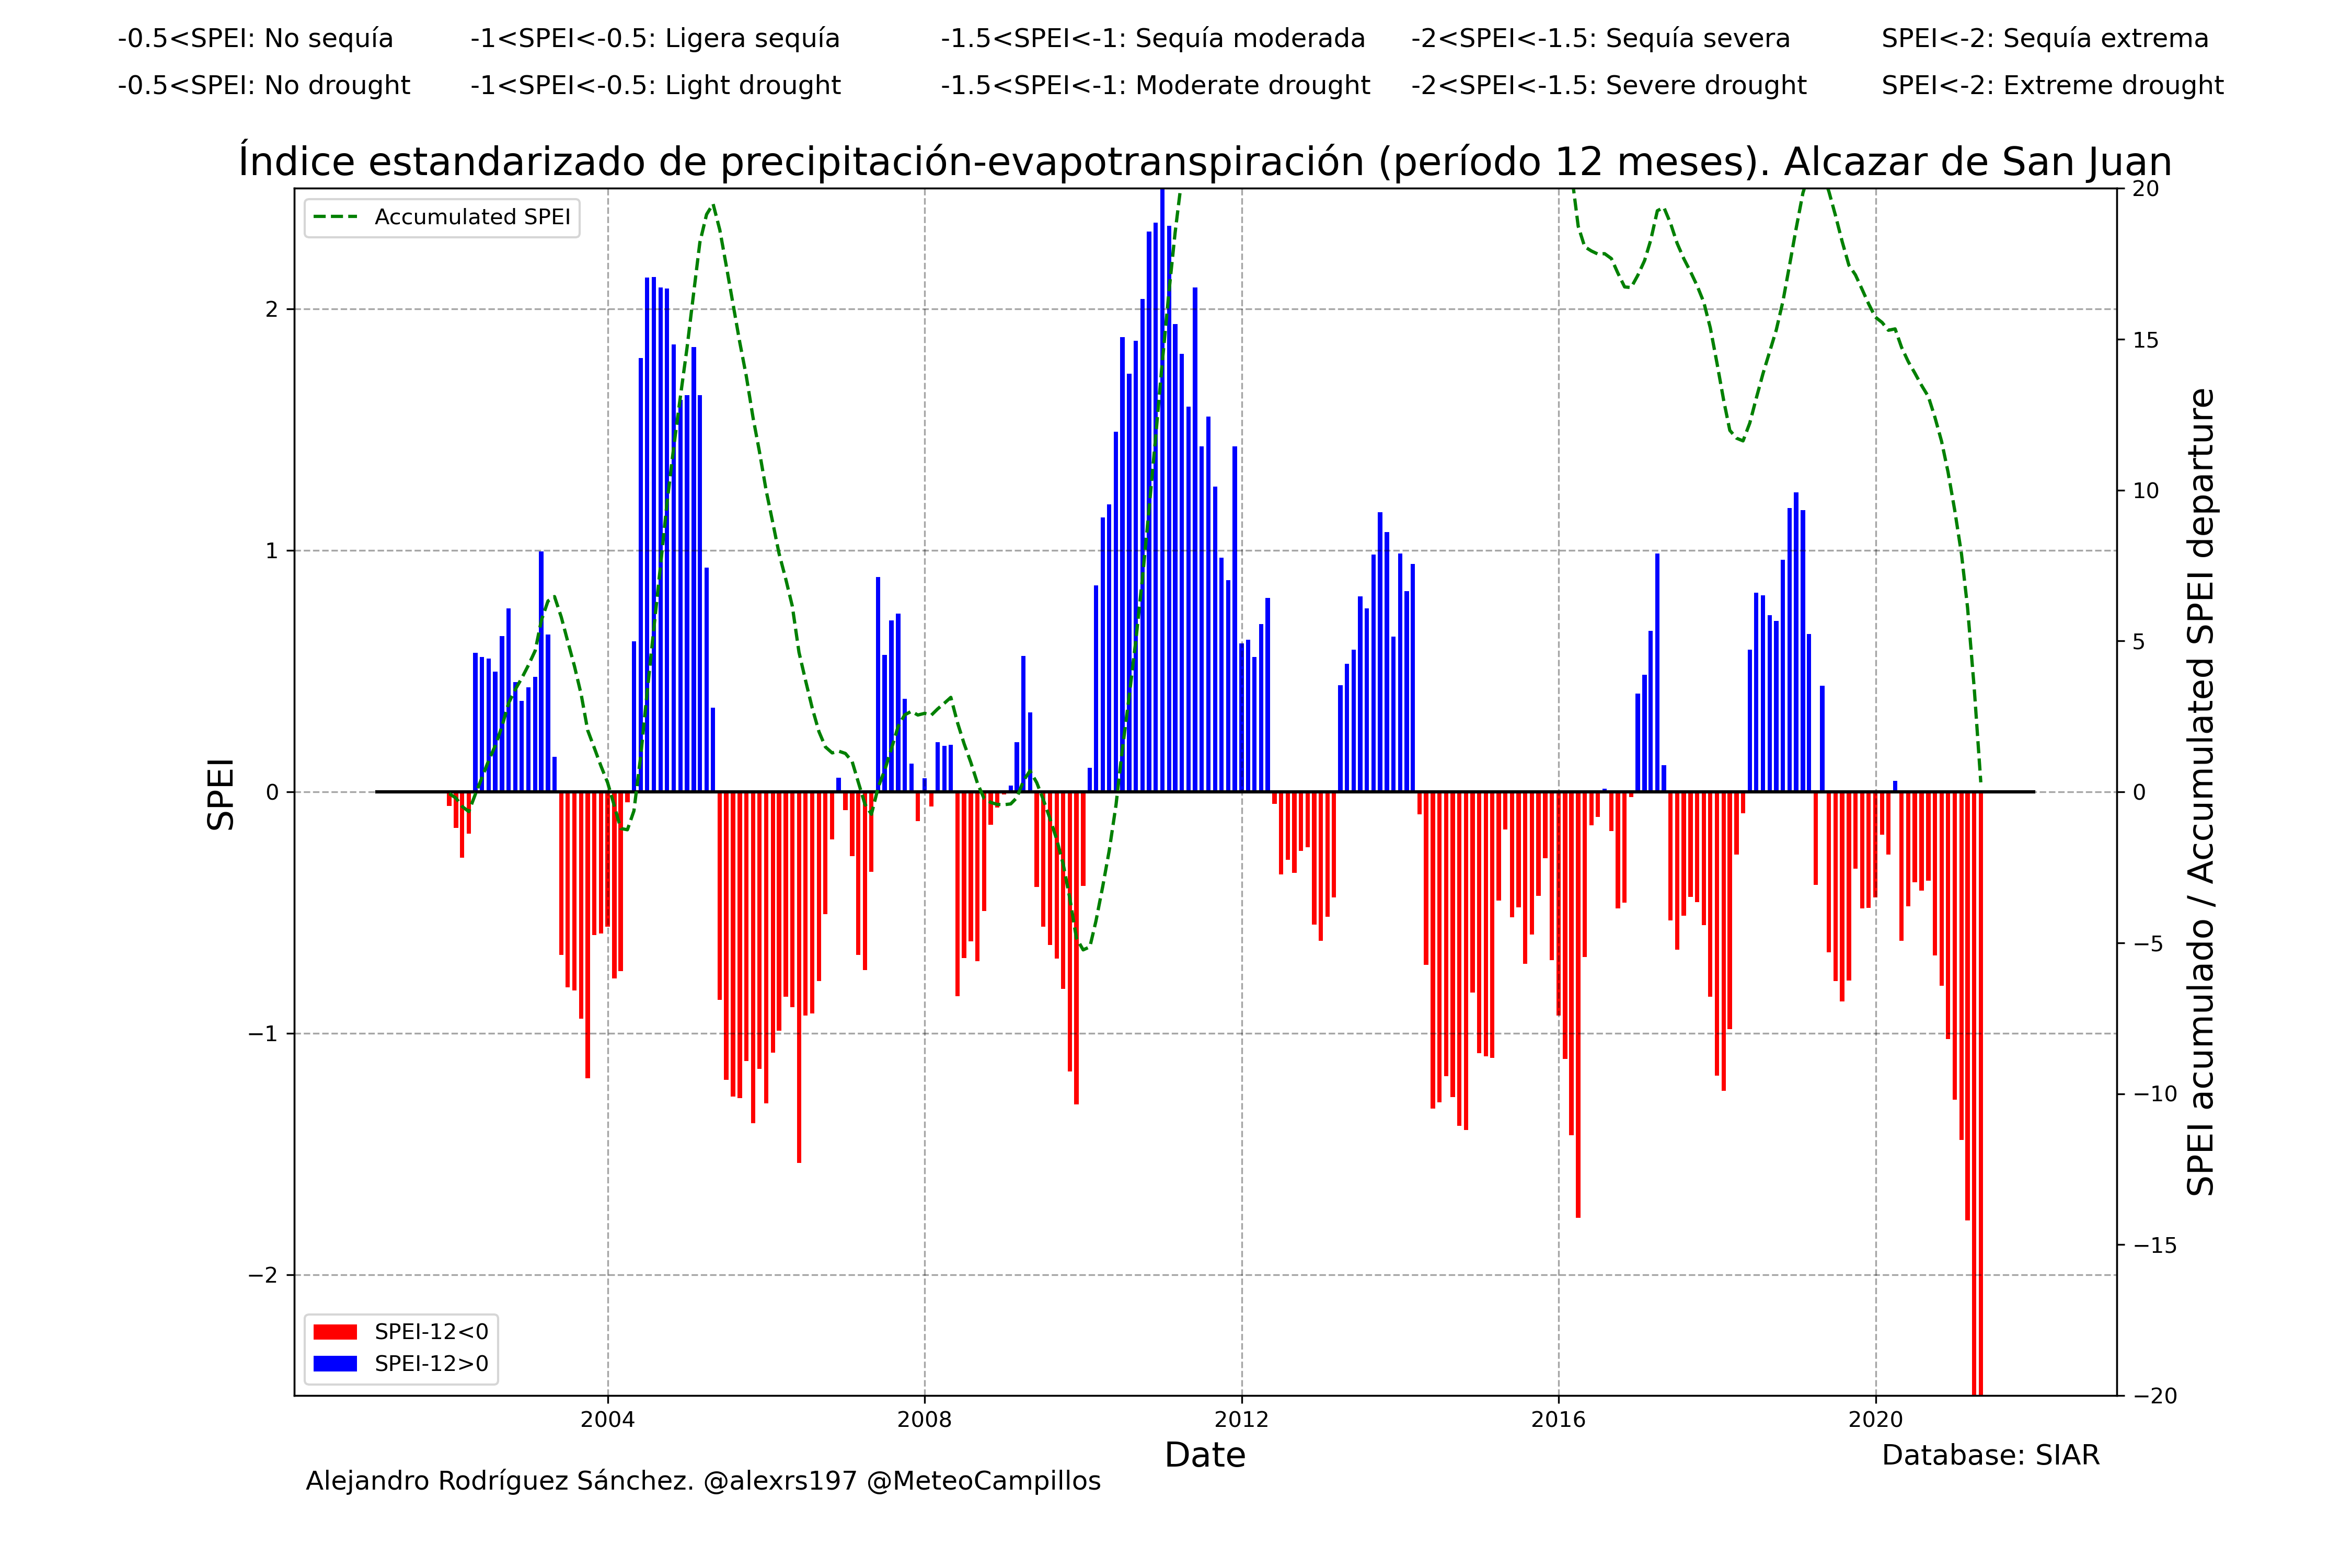 -0.5<SPEI: No sequía -1<SPEI<-0.5: Ligera sequía -1.5<SPEI<-1: Sequía moderada -2<SPEI<-1.5: Sequía severa SPEI<-2: Sequía extrema
-0.5<SPEI: No drought -1<SPEI<-0.5: Light drought -1.5<SPEI<-1: Moderate drought -2<SPEI<-1.5: Severe drought SPEI<-2: Extreme drought
Índice estandarizado de precipitación-evapotranspiración (período 12 meses). Alcazar de San Juan
Accumulated SPEI
SPEI
2
1
0
−1
−2
20
15
10
5
0
−5
−10
−15
−20
SPEI acumulado / Accumulated SPEI departure
SPEI-12<0
SPEI-12>0
2004 2008 2012 2016 2020
Date
Database: SIAR
Alejandro Rodríguez Sánchez. @alexrs197 @MeteoCampillos